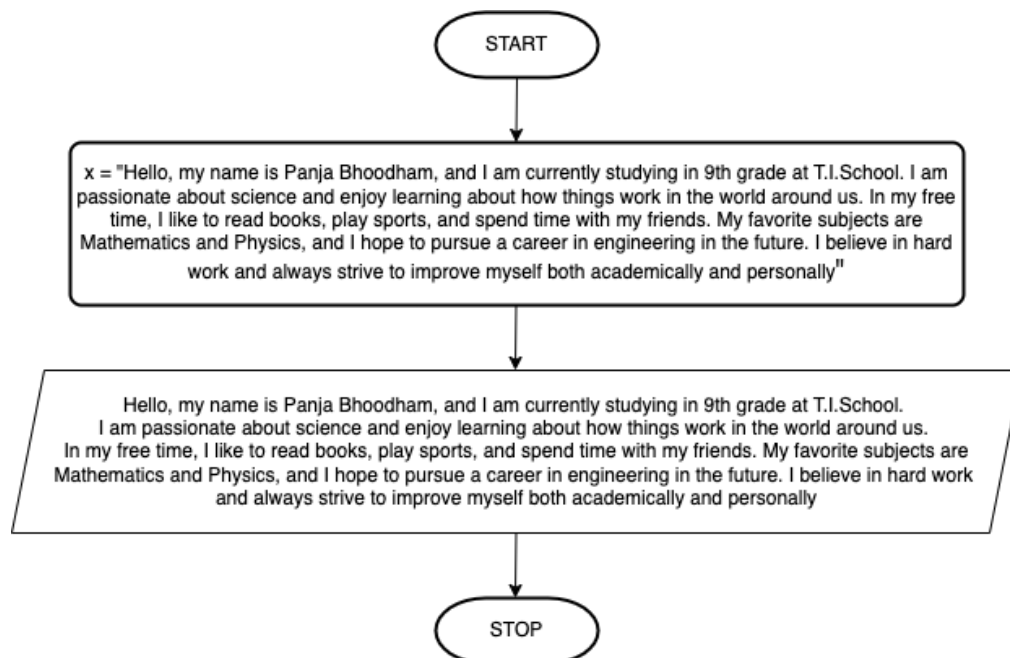 START
x = "Hello, my name is Panja Bhoodham, and I am currently studying in 9th grade at T.I.School. I am
passionate about science and enjoy learning about how things work in the world around us. In my free
time, I like to read books, play sports, and spend time with my friends. My favorite subjects are
Mathematics and Physics, and I hope to pursue a career in engineering in the future. I believe in hard
work and always strive to improve myself both academically and personally"
Hello, my name is Panja Bhoodham, and I am currently studying in 9th grade at T.I.School.
I am passionate about science and enjoy learning about how things work in the world around us.
In my free time, I like to read books, play sports, and spend time with my friends. My favorite subjects are
Mathematics and Physics, and I hope to pursue a career in engineering in the future. I believe in hard work
and always strive to improve myself both academically and personally
STOP